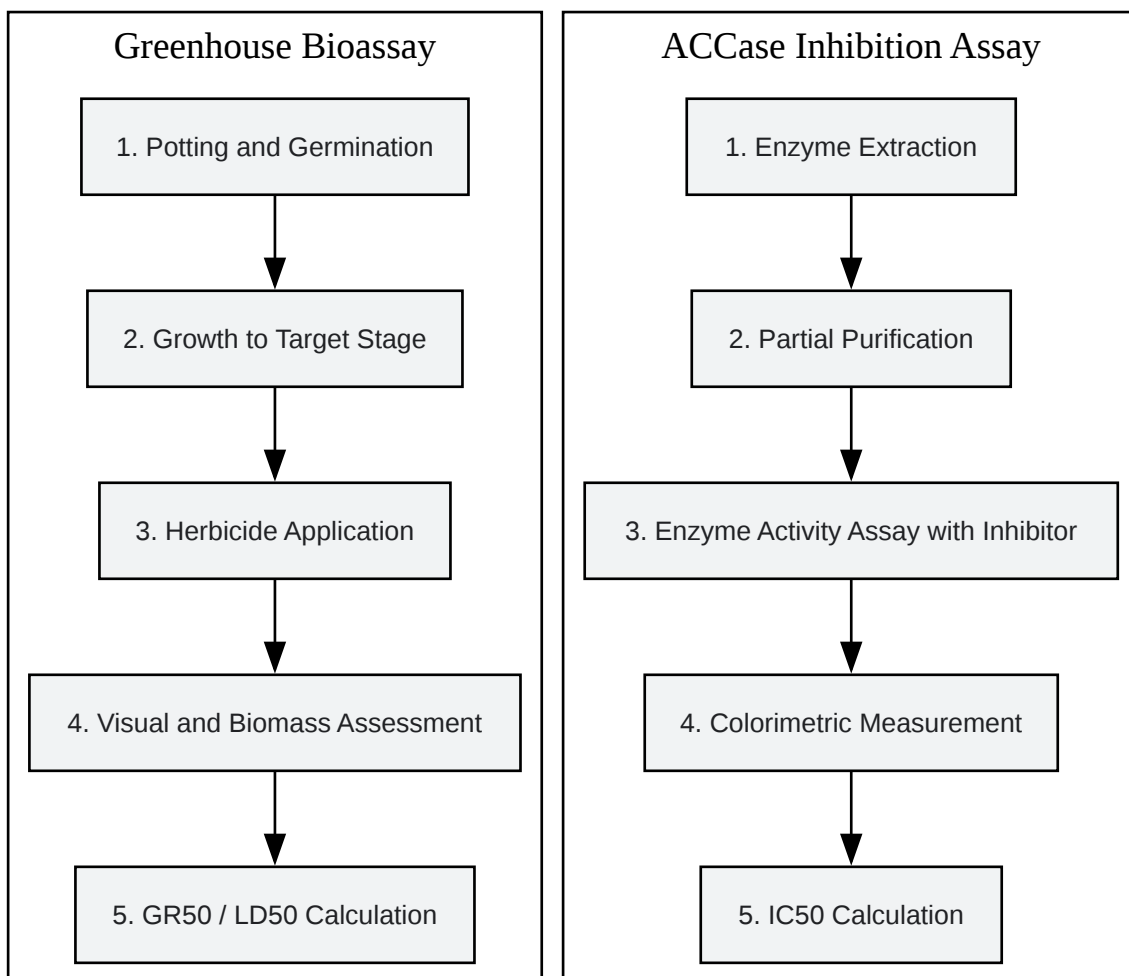 Greenhouse Bioassay
1. Potting and Germination
2. Growth to Target Stage
3. Herbicide Application
4. Visual and Biomass Assessment
5. GR50 / LD50 Calculation
ACCase Inhibition Assay
1. Enzyme Extraction
2. Partial Purification
3. Enzyme Activity Assay with Inhibitor
4. Colorimetric Measurement
5. IC50 Calculation